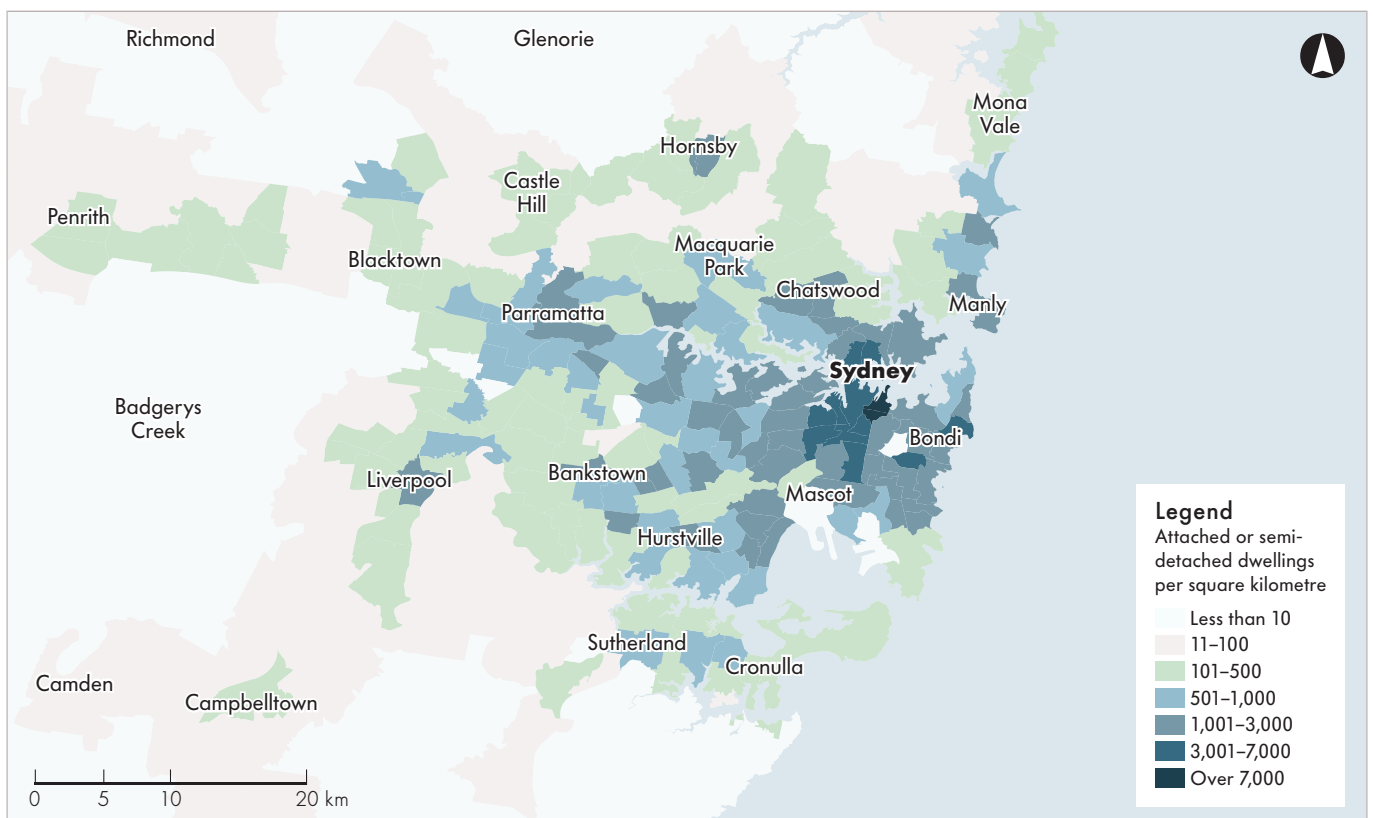 Richmond
Glenorie
Mona
Vale
Hornsby
Castle
Hill
Penrith
Macquarie
Park
Blacktown
Chatswood
Manly
Parramatta
Sydney
Badgerys
Creek
Bondi
Bankstown
Liverpool
Mascot
Hurstville
Sutherland
Cronulla
Camden
Campbelltown
0 5 10 20 km
Legend
Attached or semi-
detached dwellings
per square kilometre
Less than 10
11–100
101–500
501–1,000
1,001–3,000
3,001–7,000
Over 7,000